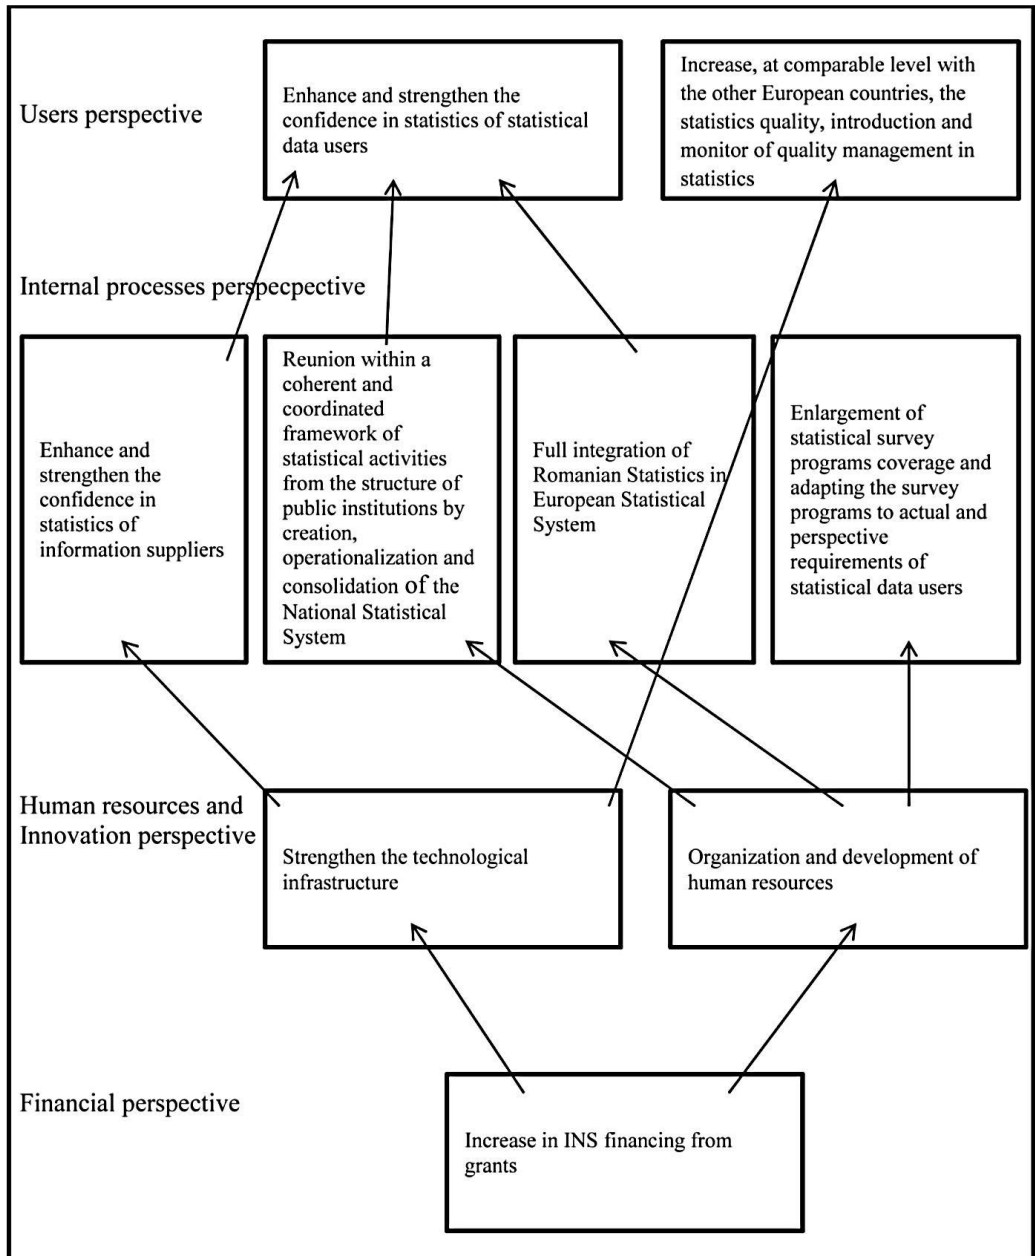 Users perspective
Enhance and strengthen the
confidence in statistics of statistical
data users
Increase, at comparable level with
the other European countries, the
statistics quality, introduction and
monitor of quality management in
statistics
Internal processes perspecpective
Enhance and
strengthen the
confidence in
statistics of
information suppliers
Reunion within a
coherent and
coordinated
framework of
statistical activities
from the structure of
public institutions by
creation,
operationalization and
consolidation of the
National Statistical
System
Full integration of
Romanian Statistics in
European Statistical
System
Enlargement of
statistical survey
programs coverage and
adapting the survey
programs to actual and
perspective
requirements of
statistical data users
Human resources and
Innovation perspective
Strengthen the technological
infrastructure
Organization and development of
human resources
Financial perspective
Increase in INS financing from
grants